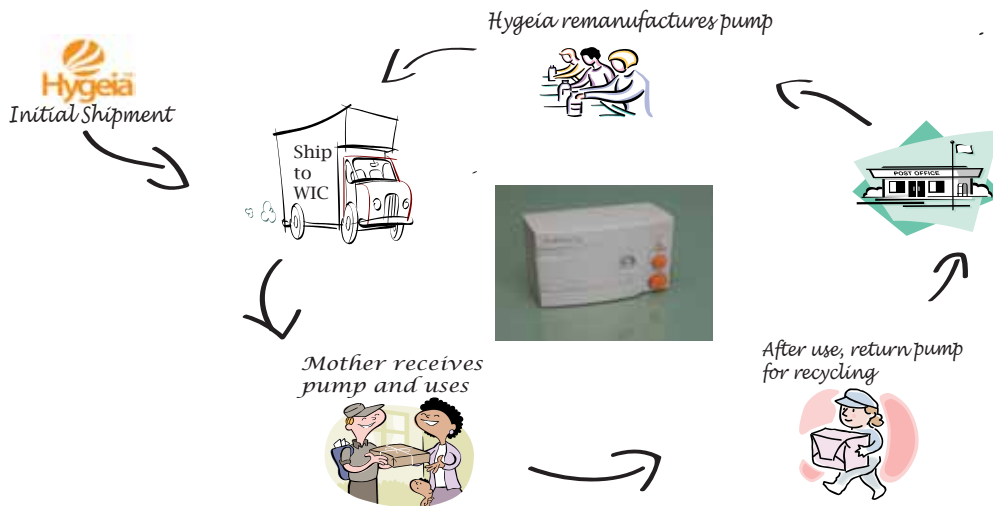 Hygeia remanufactures pump
Hygeia
Initial Shipment
Ship
to
WIC
POST OFFICE
Mother receives
pump and uses
After use, return pump
for recycling